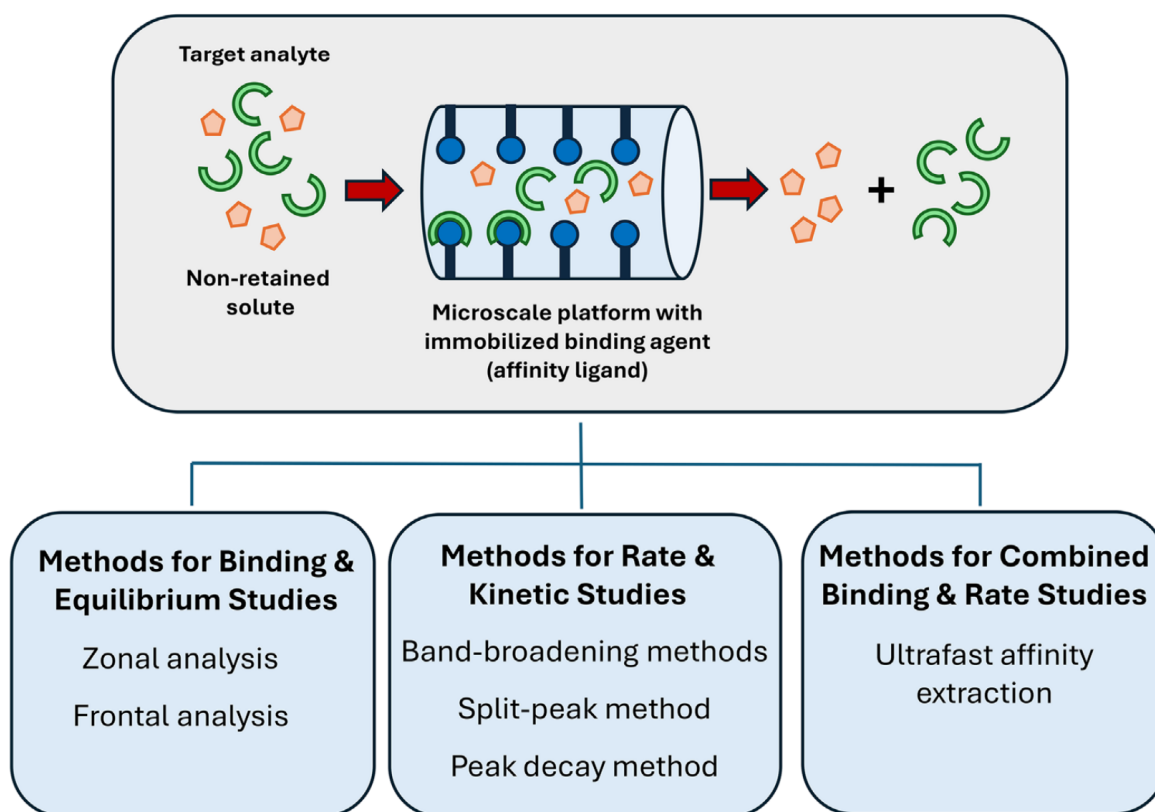 Target analyte
Non-retained
solute
Microscale platform with
immobilized binding agent
(affinity ligand)
+
Methods for Binding &
Equilibrium Studies
Zonal analysis
Frontal analysis
Methods for Rate &
Kinetic Studies
Band-broadening methods
Split-peak method
Peak decay method
Methods for Combined
Binding & Rate Studies
Ultrafast affinity
extraction